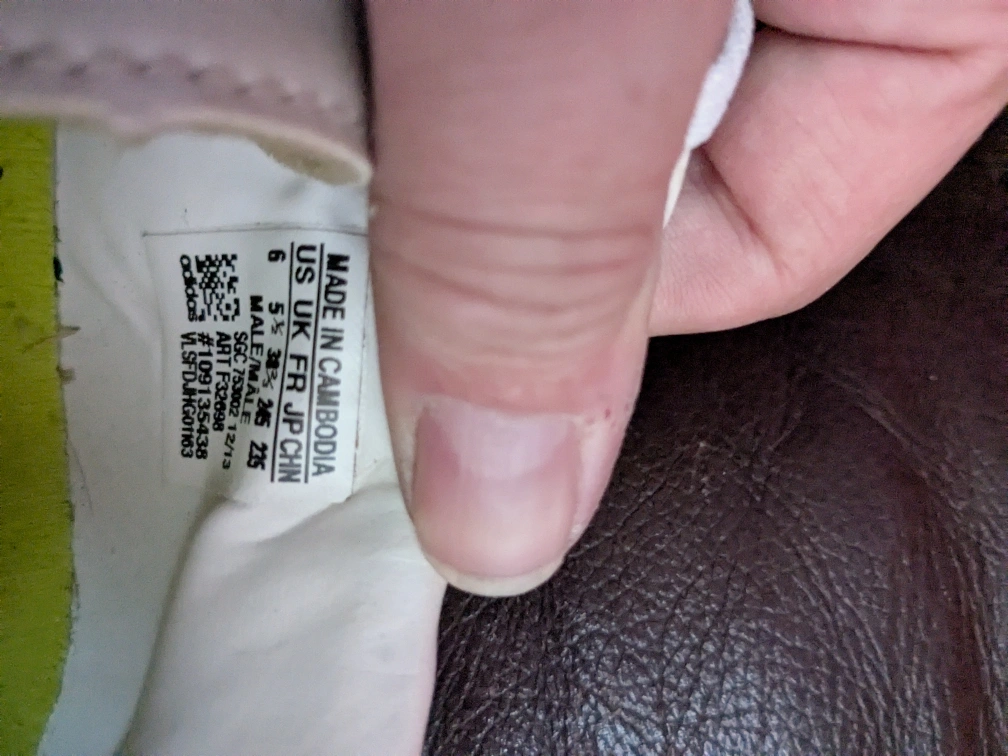 MADE IN CAMBODIA
US UK FR JP CHN
6 5½ 38⅔ 245 235
MALE/MÂLE
SGC 753002 12/13
ART F32698
#109135438
VLSFDJHG01163
adidas